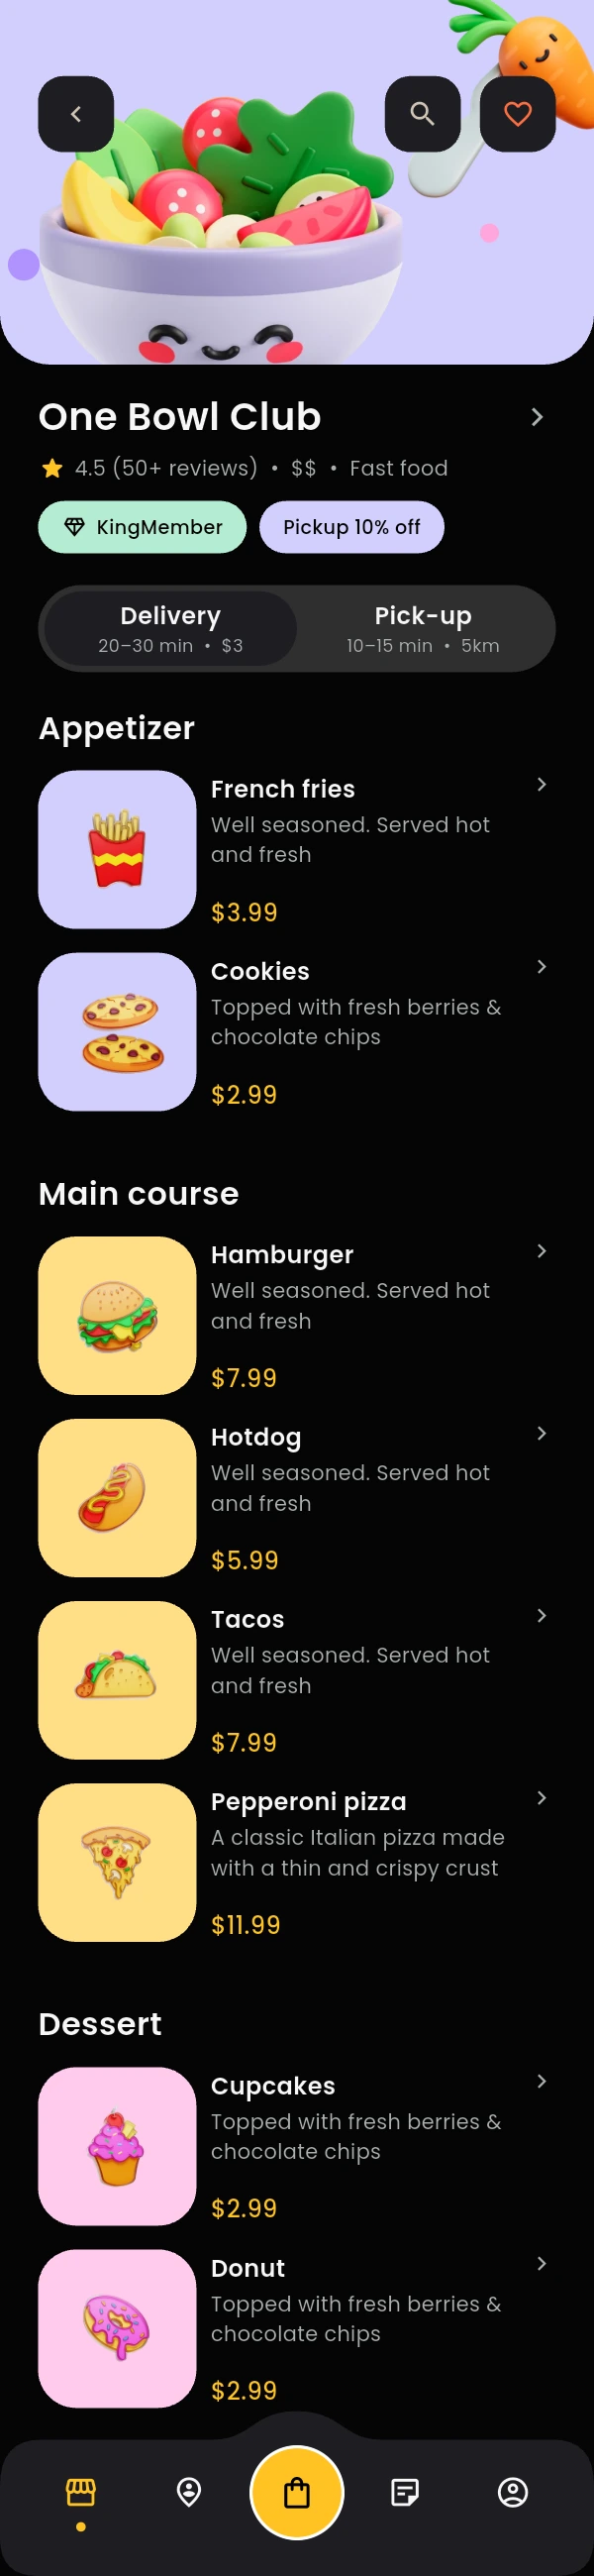 One Bowl Club
4.5 (50+ reviews) • $$ • Fast food
KingMember
Pickup 10% off
Delivery
20–30 min • $3
Pick-up
10–15 min • 5km
Appetizer
French fries
Well seasoned. Served hot
and fresh
$3.99
Cookies
Topped with fresh berries &
chocolate chips
$2.99
Main course
Hamburger
Well seasoned. Served hot
and fresh
$7.99
Hotdog
Well seasoned. Served hot
and fresh
$5.99
Tacos
Well seasoned. Served hot
and fresh
$7.99
Pepperoni pizza
A classic Italian pizza made
with a thin and crispy crust
$11.99
Dessert
Cupcakes
Topped with fresh berries &
chocolate chips
$2.99
Donut
Topped with fresh berries &
chocolate chips
$2.99